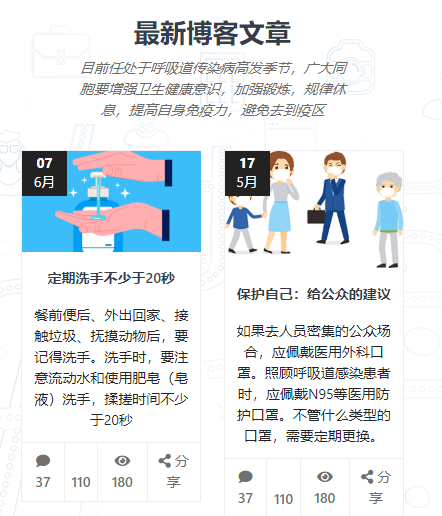 最新博客文章
目前任处于呼吸道传染病高发季节，广大同
胞要增强卫生健康意识，加强锻炼，规律休
息，提高自身免疫力，避免去到疫区
07
6月
定期洗手不少于20秒
餐前便后、外出回家、接
触垃圾、抚摸动物后，要
记得洗手。洗手时，要注
意流动水和使用肥皂（皂
液）洗手，揉搓时间不少
于20秒
37
110
180
分
享
17
5月
保护自己：给公众的建议
如果去人员密集的公众场
合，应佩戴医用外科口
罩。照顾呼吸道感染患者
时，应佩戴N95等医用防
护口罩。不管什么类型的
口罩，需要定期更换。
37
110
180
分
享